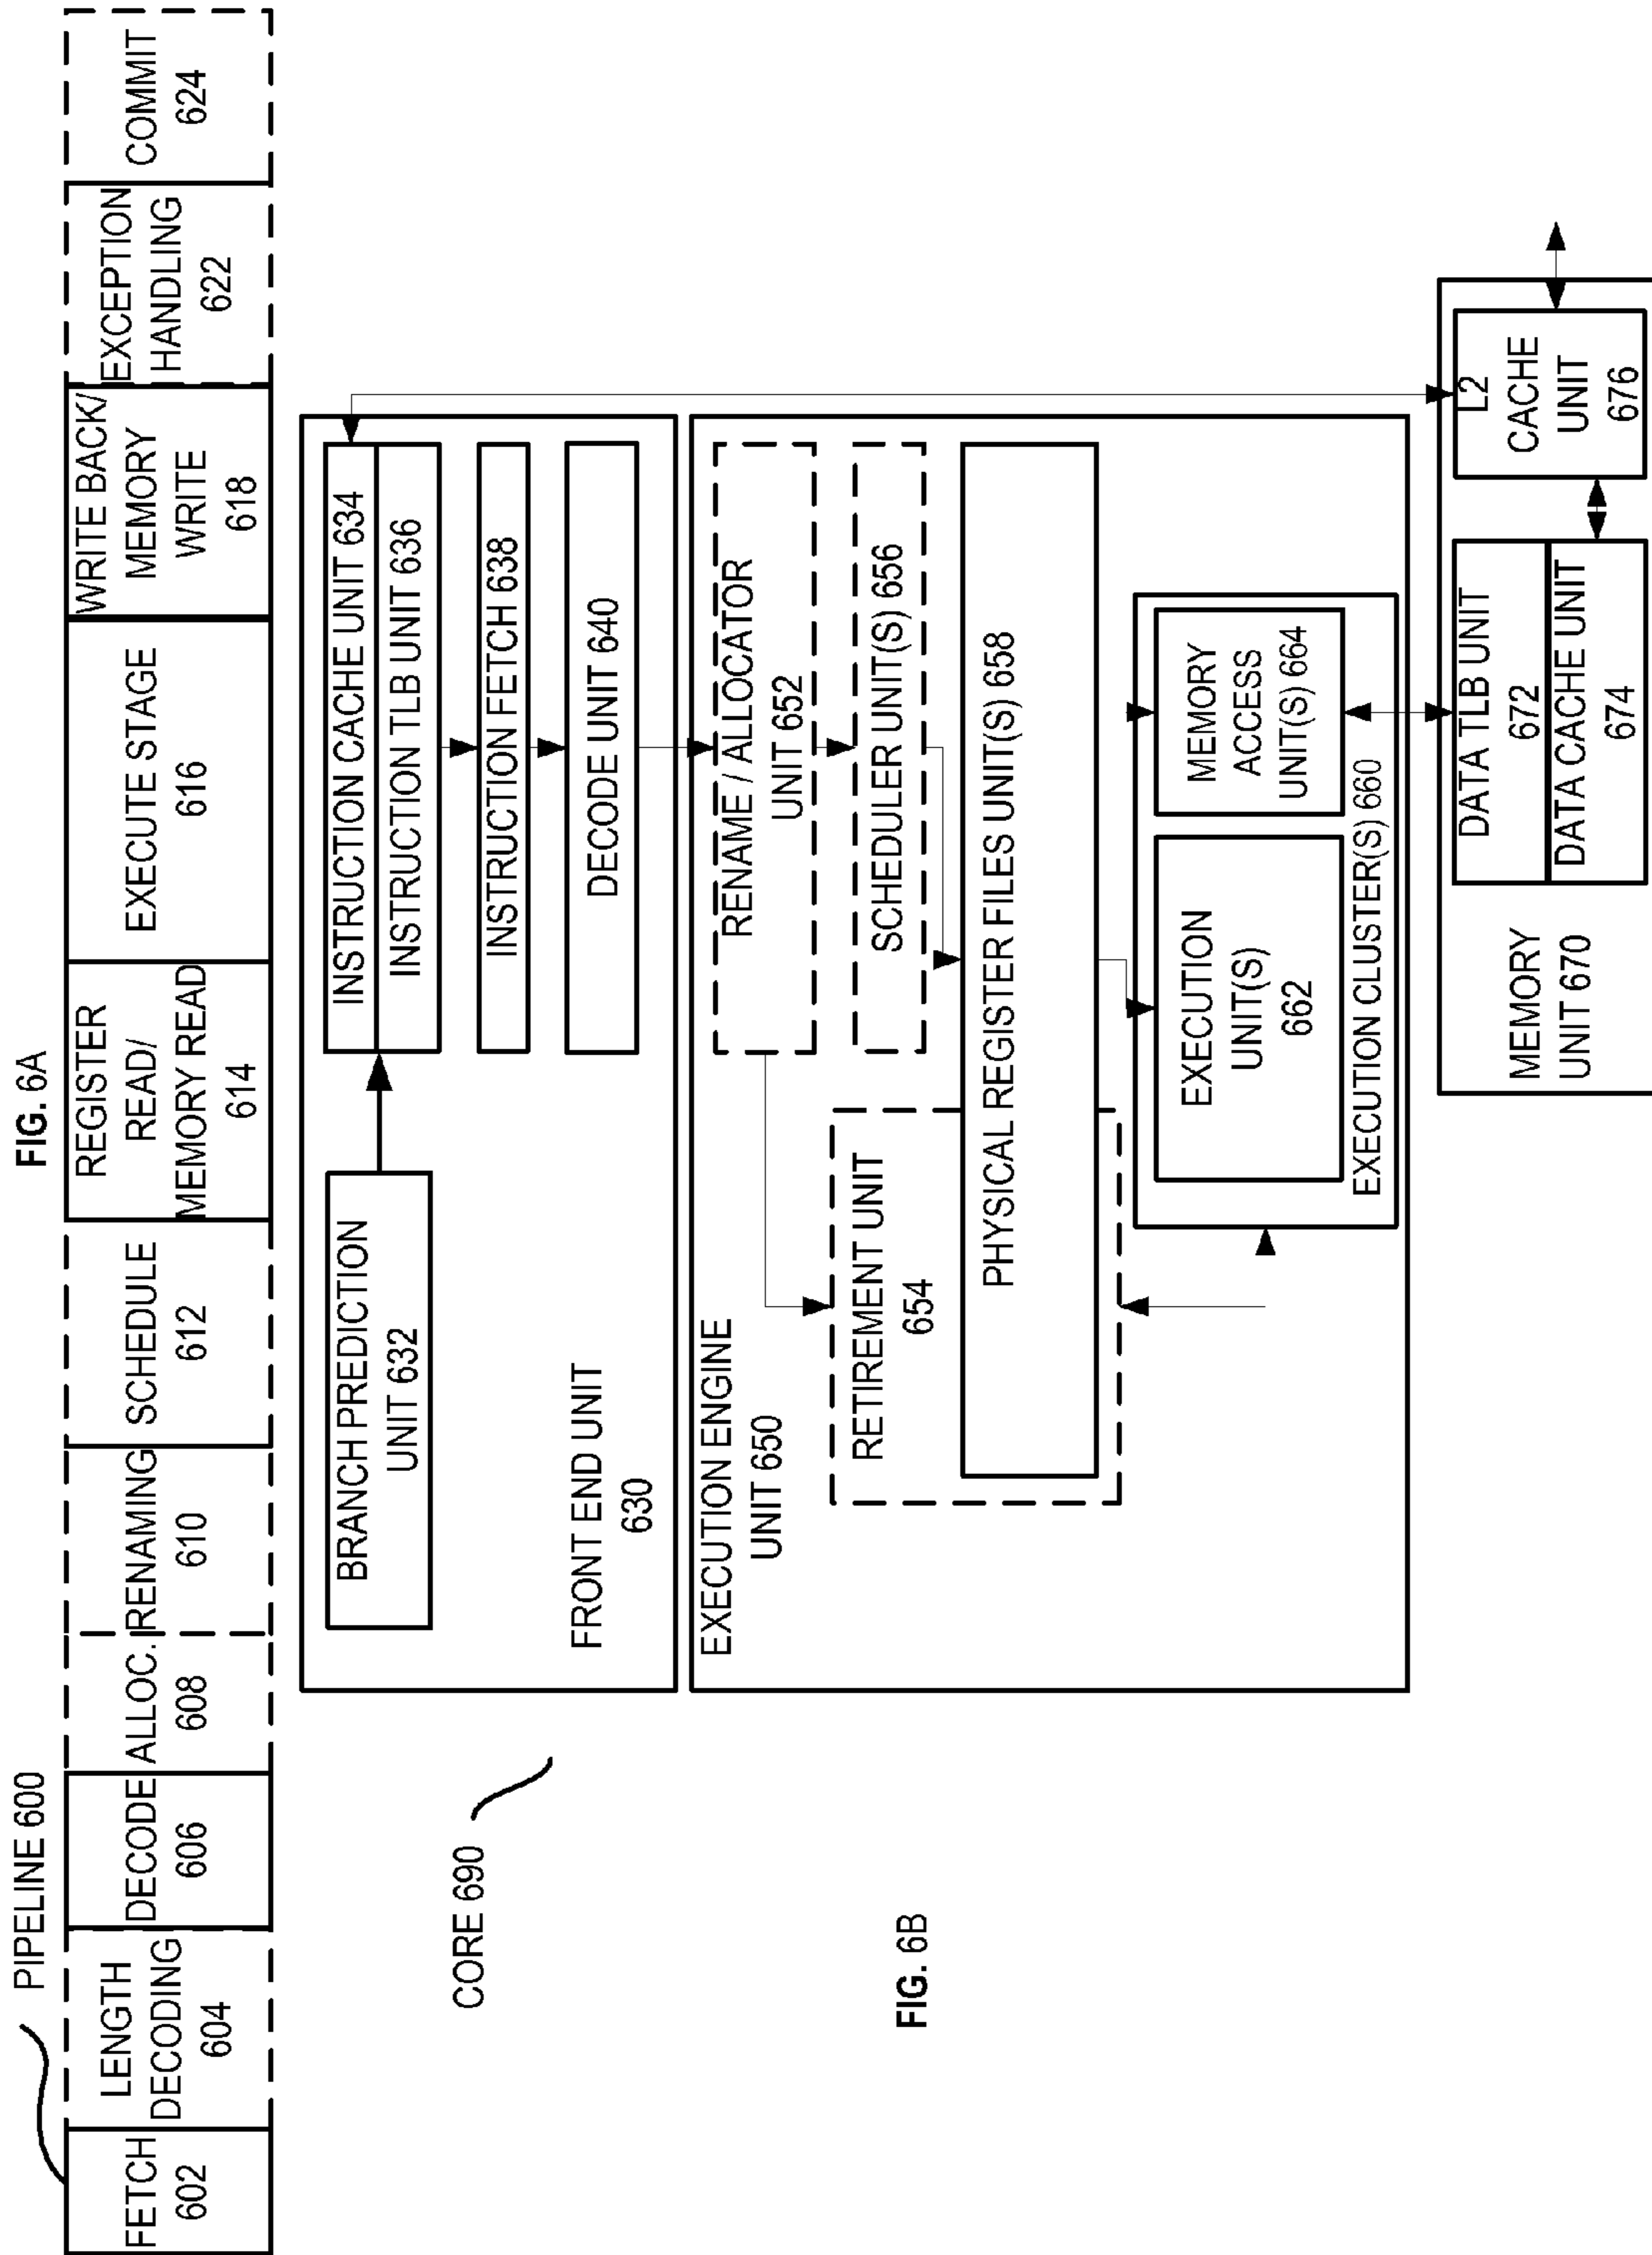 FIG. 6A
PIPELINE 600
FETCH
602
LENGTH
DECODING
604
DECODE
606
ALLOC.
608
RENAMING
610
SCHEDULE
612
REGISTER
READ/
MEMORY READ
614
EXECUTE STAGE
616
WRITE BACK/
MEMORY
WRITE
618
EXCEPTION
HANDLING
622
COMMIT
624
CORE 690
FRONT END UNIT
630
BRANCH PREDICTION
UNIT 632
INSTRUCTION CACHE UNIT 634
INSTRUCTION TLB UNIT 636
INSTRUCTION FETCH 638
DECODE UNIT 640
EXECUTION ENGINE
UNIT 650
RENAME / ALLOCATOR
UNIT 652
RETIREMENT UNIT
654
SCHEDULER UNIT(S) 656
PHYSICAL REGISTER FILES UNIT(S) 658
EXECUTION
UNIT(S)
662
MEMORY
ACCESS
UNIT(S) 664
EXECUTION CLUSTER(S) 660
MEMORY
UNIT 670
DATA TLB UNIT
672
DATA CACHE UNIT
674
L2
CACHE
UNIT
676
FIG. 6B